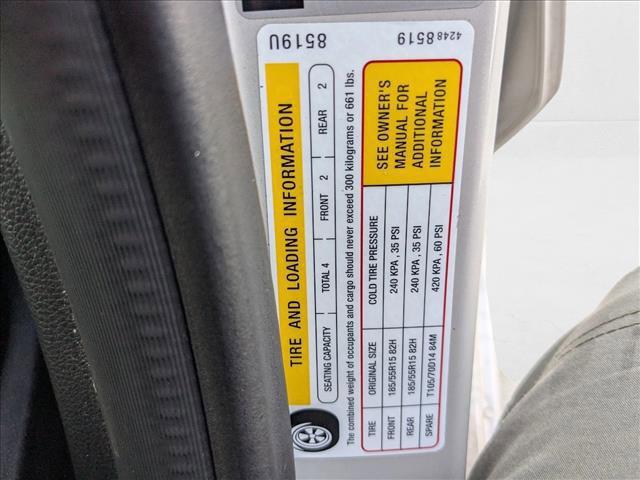 TIRE AND LOADING INFORMATION
SEATING CAPACITY TOTAL 4 FRONT 2 REAR 2
The combined weight of occupants and cargo should never exceed 300 kilograms or 661 lbs.
TIRE ORIGINAL SIZE COLD TIRE PRESSURE
FRONT 185/55R15 82H 240 KPA , 35 PSI
REAR 185/55R15 82H 240 KPA , 35 PSI
SPARE T105/70D14 84M 420 KPA , 60 PSI
SEE OWNER'S
MANUAL FOR
ADDITIONAL
INFORMATION
8519U
42488519